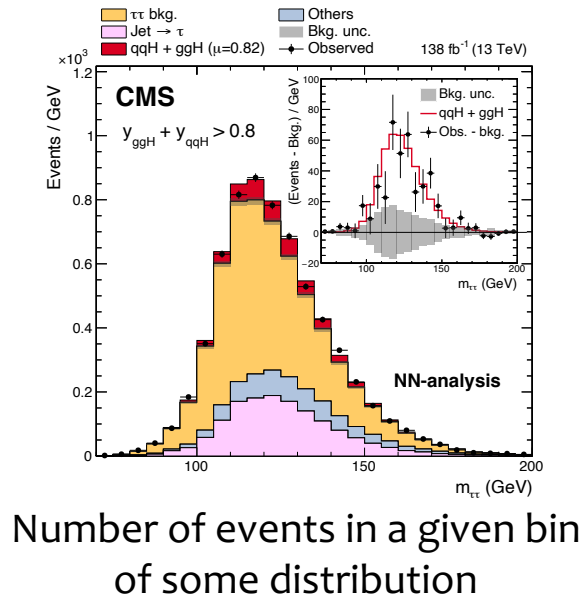 ττ bkg. Others
Jet → τ Bkg. unc.
qqH + ggH (μ=0.82) Observed 138 fb⁻¹ (13 TeV)
×10³
1.2
1
0.8
0.6
0.4
0.2
0
Events / GeV
CMS
y_ggH + y_qqH > 0.8
100
80
60
40
20
0
−20
(Events - Bkg.) / GeV
Bkg. unc.
qqH + ggH
Obs. - bkg.
100 150 200
m_ττ (GeV)
NN-analysis
100 150 200
m_ττ (GeV)
Number of events in a given bin
of some distribution